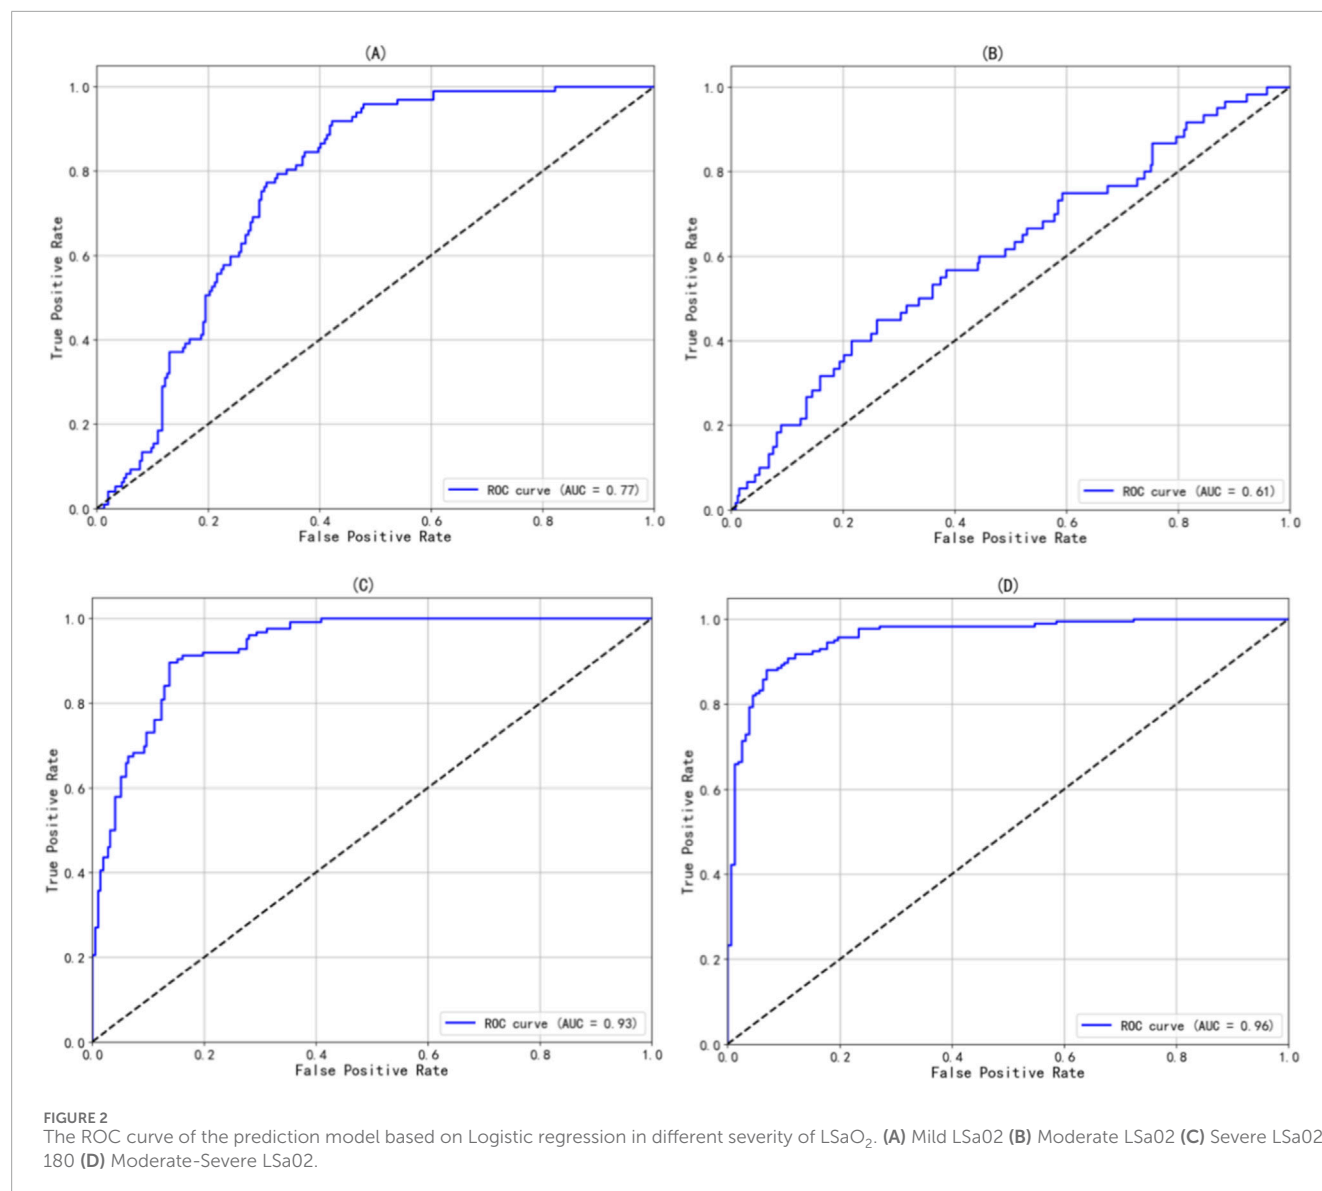 (A)
True Positive Rate
1.0
0.8
0.6
0.4
0.2
0.0
0.0 0.2 0.4 0.6 0.8 1.0
False Positive Rate
ROC curve (AUC = 0.77)
(B)
True Positive Rate
1.0
0.8
0.6
0.4
0.2
0.0
0.0 0.2 0.4 0.6 0.8 1.0
False Positive Rate
ROC curve (AUC = 0.61)
(C)
True Positive Rate
1.0
0.8
0.6
0.4
0.2
0.0
0.0 0.2 0.4 0.6 0.8 1.0
False Positive Rate
ROC curve (AUC = 0.93)
(D)
True Positive Rate
1.0
0.8
0.6
0.4
0.2
0.0
0.0 0.2 0.4 0.6 0.8 1.0
False Positive Rate
ROC curve (AUC = 0.96)
FIGURE 2
The ROC curve of the prediction model based on Logistic regression in different severity of LSaO₂. (A) Mild LSa02 (B) Moderate LSa02 (C) Severe LSa02
180 (D) Moderate-Severe LSa02.